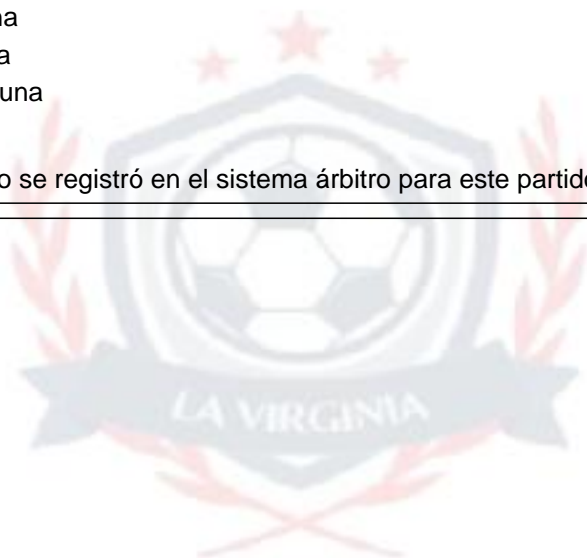 na
a
una
o se registró en el sistema árbitro para este partido
LA VIRGINIA